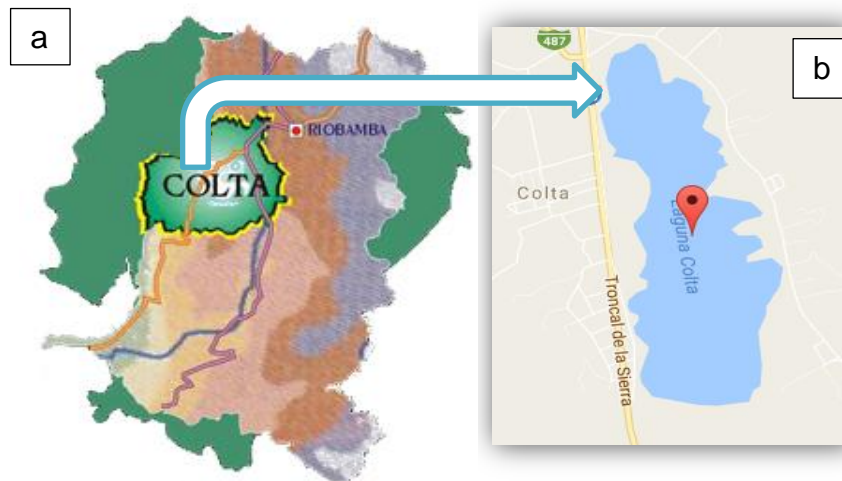 a
RIOBAMBA
COLTA
b
487
Colta
Laguna Colta
Troncal de la Sierra